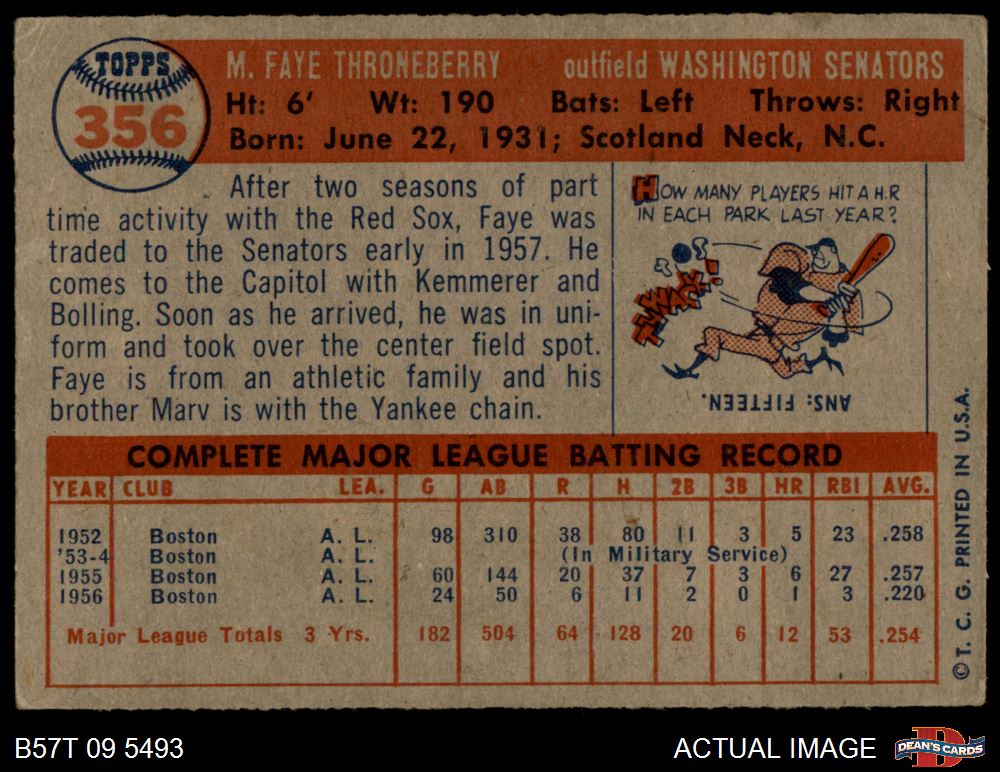 TOPPS
356
M. FAYE THRONEBERRY outfield WASHINGTON SENATORS
Ht: 6' Wt: 190 Bats: Left Throws: Right
Born: June 22, 1931; Scotland Neck, N.C.
After two seasons of part
time activity with the Red Sox, Faye was
traded to the Senators early in 1957. He
comes to the Capitol with Kemmerer and
Bolling. Soon as he arrived, he was in uni-
form and took over the center field spot.
Faye is from an athletic family and his
brother Marv is with the Yankee chain.
HOW MANY PLAYERS HIT A H.R
IN EACH PARK LAST YEAR?
ANS: FIFTEEN.
COMPLETE MAJOR LEAGUE BATTING RECORD
YEAR CLUB LEA. G AB R H 2B 3B HR RBI AVG.
1952 Boston A. L. 98 310 38 80 11 3 5 23 .258
'53-4 Boston A. L. (In Military Service)
1955 Boston A. L. 60 144 20 37 7 3 6 27 .257
1956 Boston A. L. 24 50 6 11 2 0 1 3 .220
Major League Totals 3 Yrs. 182 504 64 128 20 6 12 53 .254
© T. C. G. PRINTED IN U.S.A.
B57T 09 5493 ACTUAL IMAGE DEAN'S CARDS